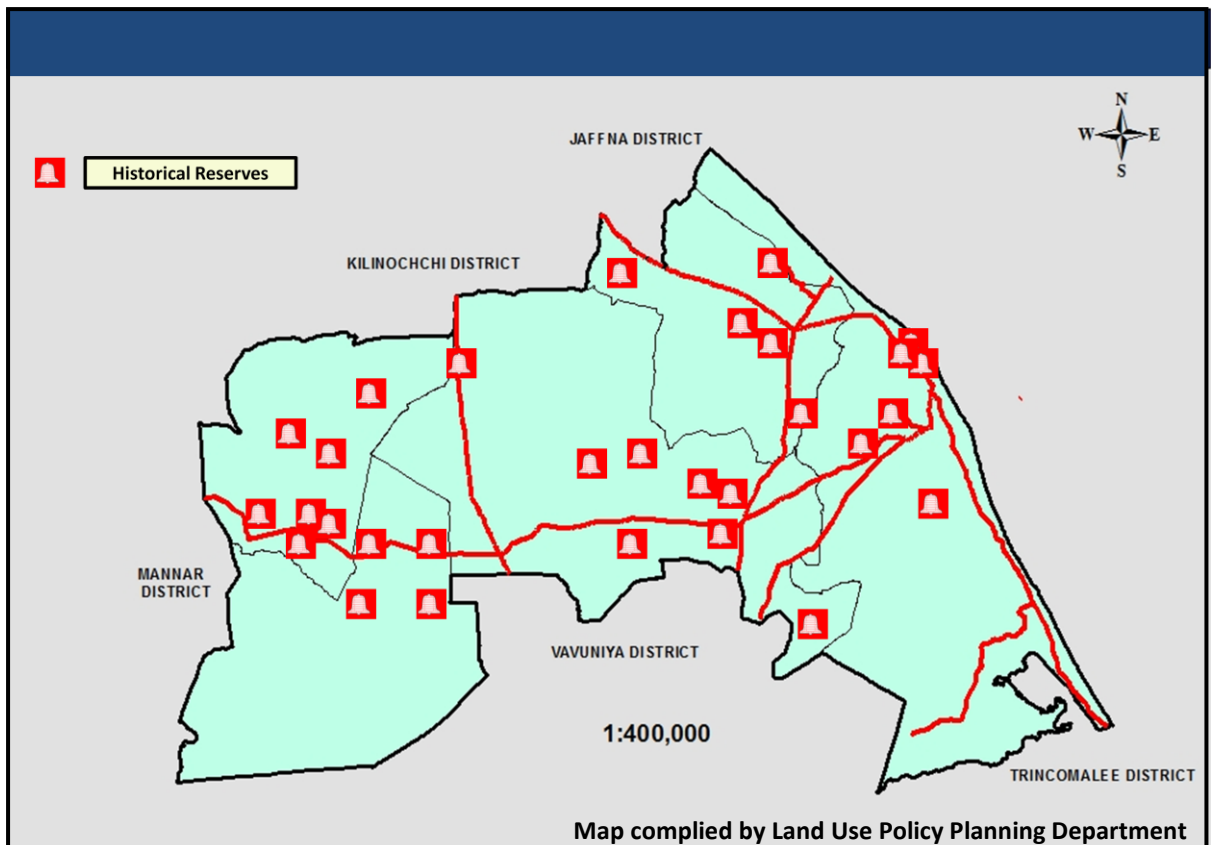 N
W E
S
JAFFNA DISTRICT
Historical Reserves
KILINOCHCHI DISTRICT
MANNAR
DISTRICT
VAVUNIYA DISTRICT
1:400,000
TRINCOMALEE DISTRICT
Map complied by Land Use Policy Planning Department